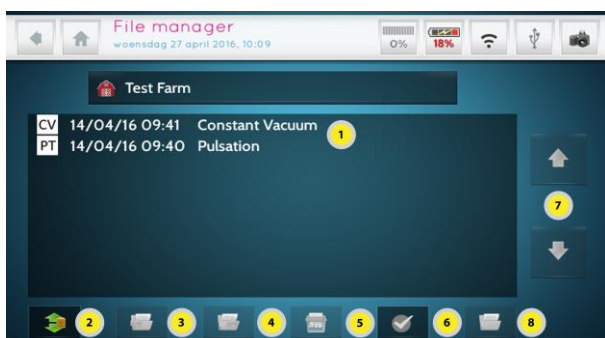 File manager
woensdag 27 april 2016, 10:09
0%
18%
Test Farm
CV 14/04/16 09:41 Constant Vacuum
PT 14/04/16 09:40 Pulsation
1
7
2
3
4
5
6
8